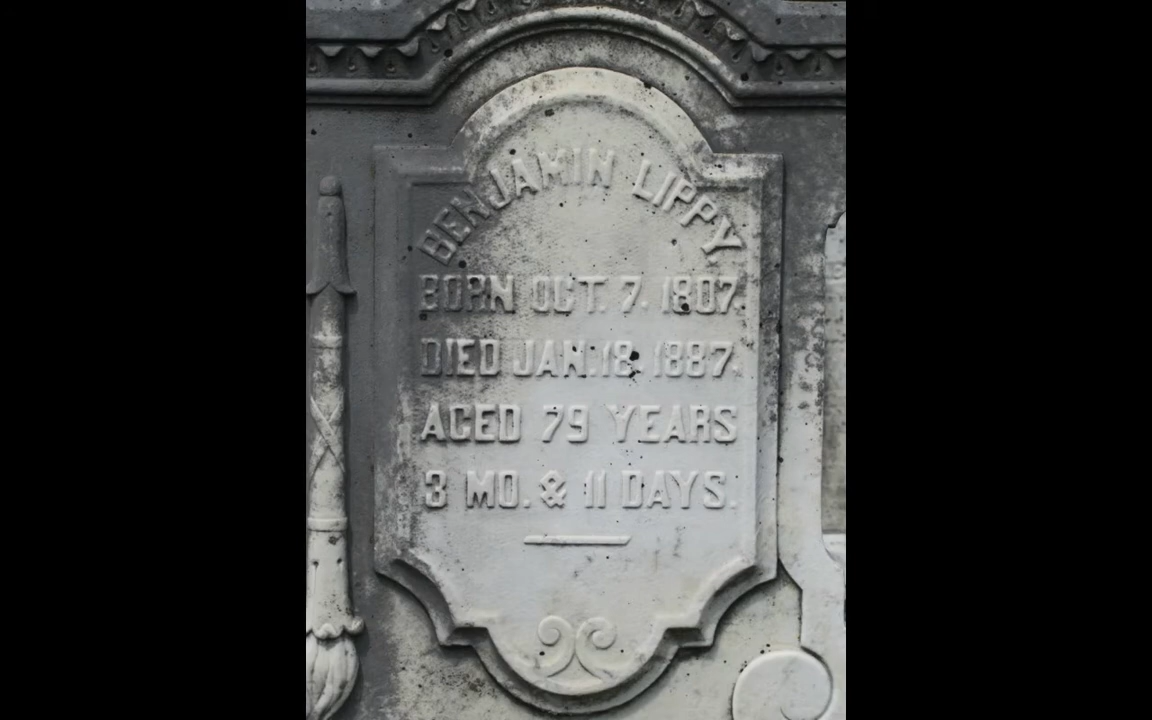 BENJAMIN LIPPY
BORN OCT. 7. 1807.
DIED JAN. 18. 1887.
AGED 79 YEARS
3 MO. & 11 DAYS.